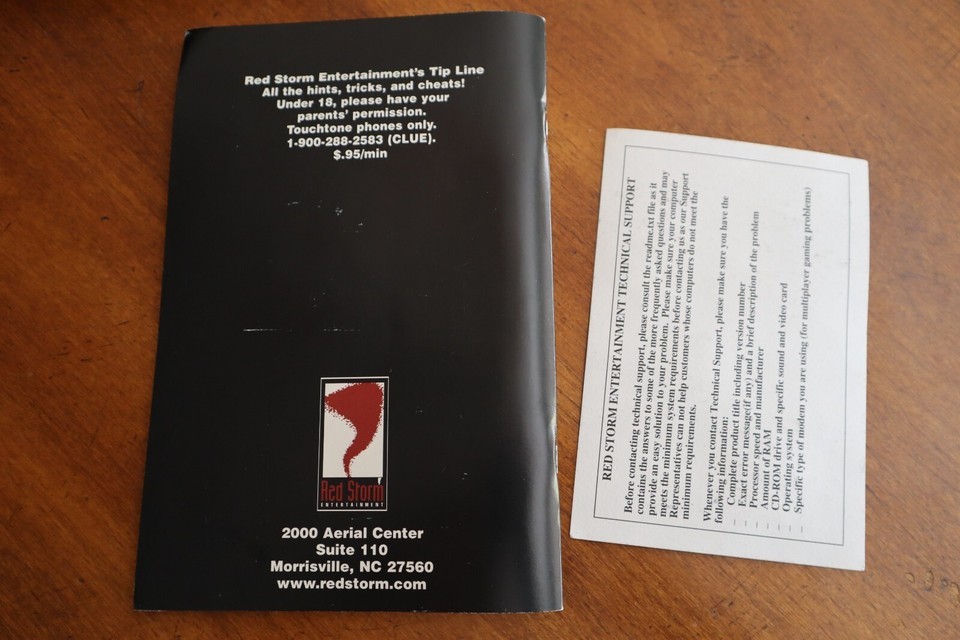 Red Storm Entertainment's Tip Line
All the hints, tricks, and cheats!
Under 18, please have your
parents' permission.
Touchtone phones only.
1-900-288-2583 (CLUE).
$.95/min
Red Storm
ENTERTAINMENT
2000 Aerial Center
Suite 110
Morrisville, NC 27560
www.redstorm.com
RED STORM ENTERTAINMENT TECHNICAL SUPPORT
Before contacting technical support, please consult the readme.txt file as it
contains the answers to some of the more frequently asked questions and may
provide an easy solution to your problem. Please make sure your computer
meets the minimum system requirements before contacting us as our Support
Representatives can not help customers whose computers do not meet the
minimum requirements.
Whenever you contact Technical Support, please make sure you have the
following information:
– Complete product title including version number
– Exact error message(if any) and a brief description of the problem
– Processor speed and manufacturer
– Amount of RAM
– CD-ROM drive and specific sound and video card
– Operating system
– Specific type of modem you are using (for multiplayer gaming problems)